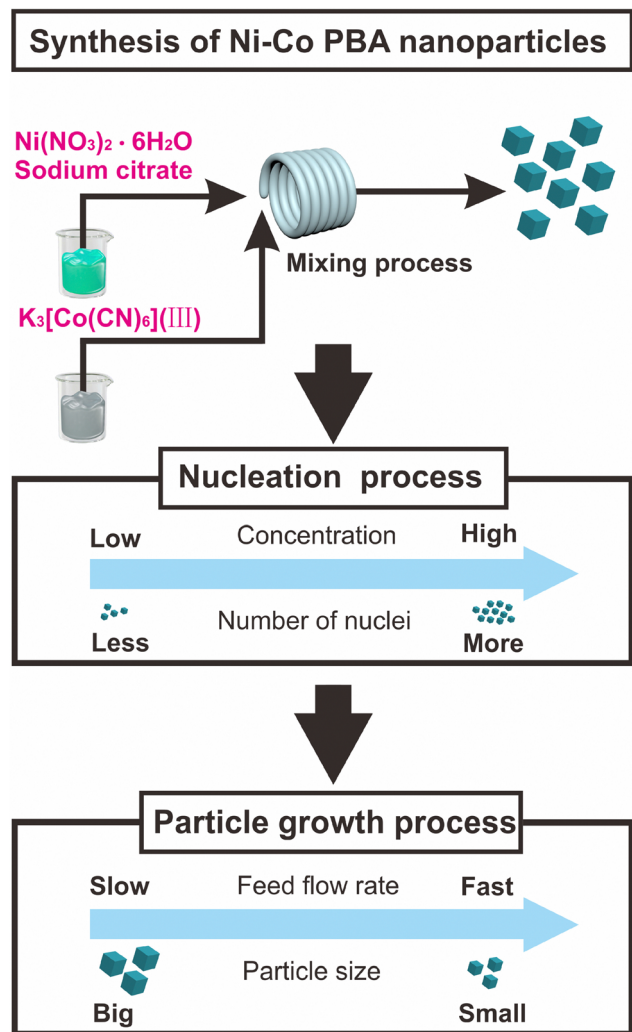 Synthesis of Ni-Co PBA nanoparticles
Ni(NO₃)₂ · 6H₂O
Sodium citrate
Mixing process
K₃[Co(CN)₆](III)
Nucleation process
Low Concentration High
Number of nuclei
Less More
Particle growth process
Slow Feed flow rate Fast
Particle size
Big Small